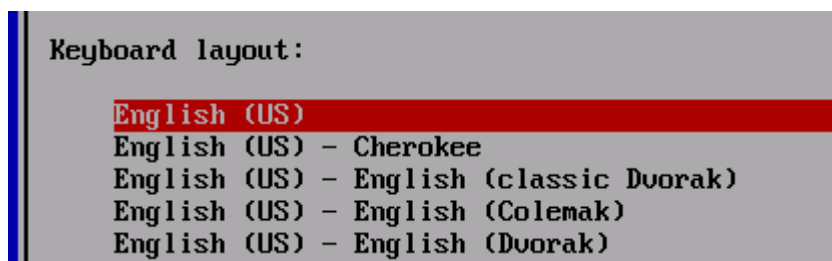 Keyboard layout:
English (US)
English (US) - Cherokee
English (US) - English (classic Dvorak)
English (US) - English (Colemak)
English (US) - English (Dvorak)